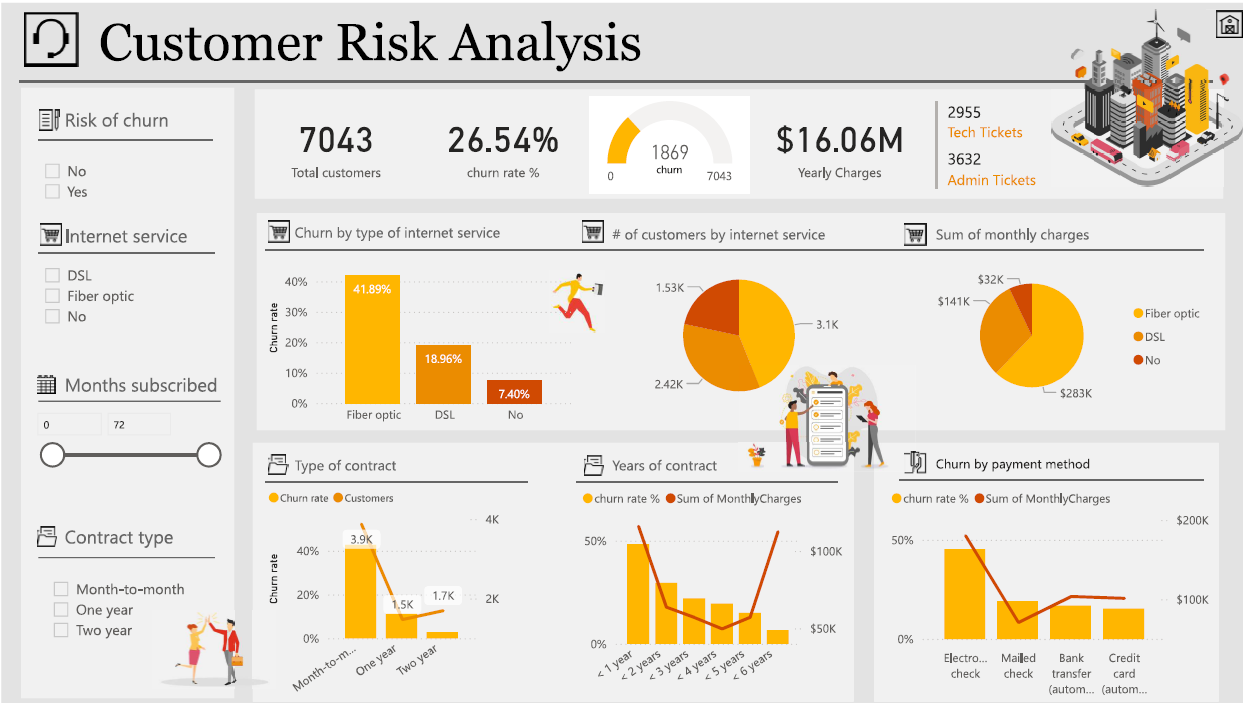 Customer Risk Analysis
Risk of churn
No
Yes
Internet service
DSL
Fiber optic
No
Months subscribed
0
72
Contract type
Month-to-month
One year
Two year
7043
Total customers
26.54%
churn rate %
1869
churn
0
7043
$16.06M
Yearly Charges
2955
Tech Tickets
3632
Admin Tickets
Churn by type of internet service
Churn rate
40%
30%
20%
10%
0%
41.89%
18.96%
7.40%
Fiber optic
DSL
No
# of customers by internet service
1.53K
3.1K
2.42K
Sum of monthly charges
$32K
$141K
$283K
Fiber optic
DSL
No
Type of contract
Churn rate
Customers
Churn rate
40%
20%
0%
4K
2K
3.9K
1.5K
1.7K
Month-to-m...
One year
Two year
Years of contract
churn rate %
Sum of MonthlyCharges
50%
0%
$100K
$50K
< 1 year
< 2 years
< 3 years
< 4 years
< 5 years
< 6 years
Churn by payment method
churn rate %
Sum of MonthlyCharges
50%
0%
$200K
$100K
Electro...
check
Mailed
check
Bank
transfer
(autom...
Credit
card
(autom...